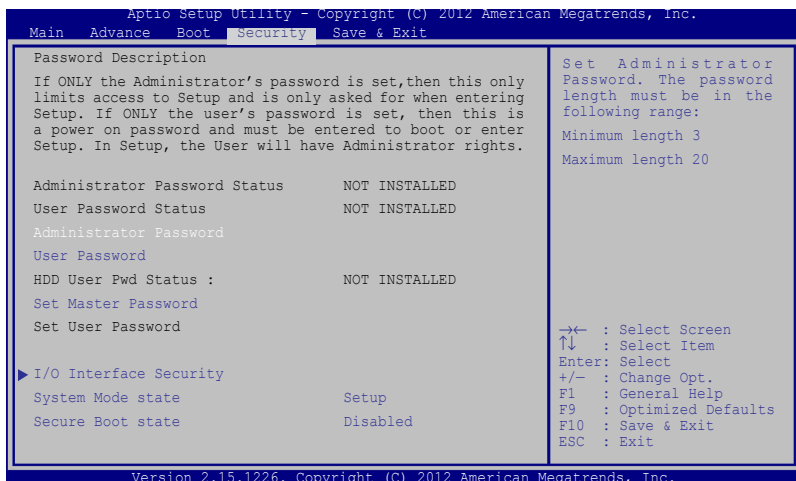 Aptio Setup Utility - Copyright (C) 2012 American Megatrends, Inc.
Main Advance Boot Security Save & Exit
Password Description
If ONLY the Administrator's password is set,then this only
limits access to Setup and is only asked for when entering
Setup. If ONLY the user's password is set, then this is
a power on password and must be entered to boot or enter
Setup. In Setup, the User will have Administrator rights.
Administrator Password Status NOT INSTALLED
User Password Status NOT INSTALLED
Administrator Password
User Password
HDD User Pwd Status : NOT INSTALLED
Set Master Password
Set User Password
I/O Interface Security
System Mode state Setup
Secure Boot state Disabled
Set Administrator
Password. The password
length must be in the
following range:
Minimum length 3
Maximum length 20
→← : Select Screen
↑↓ : Select Item
Enter: Select
+/— : Change Opt.
F1 : General Help
F9 : Optimized Defaults
F10 : Save & Exit
ESC : Exit
Version 2.15.1226. Copyright (C) 2012 American Megatrends, Inc.